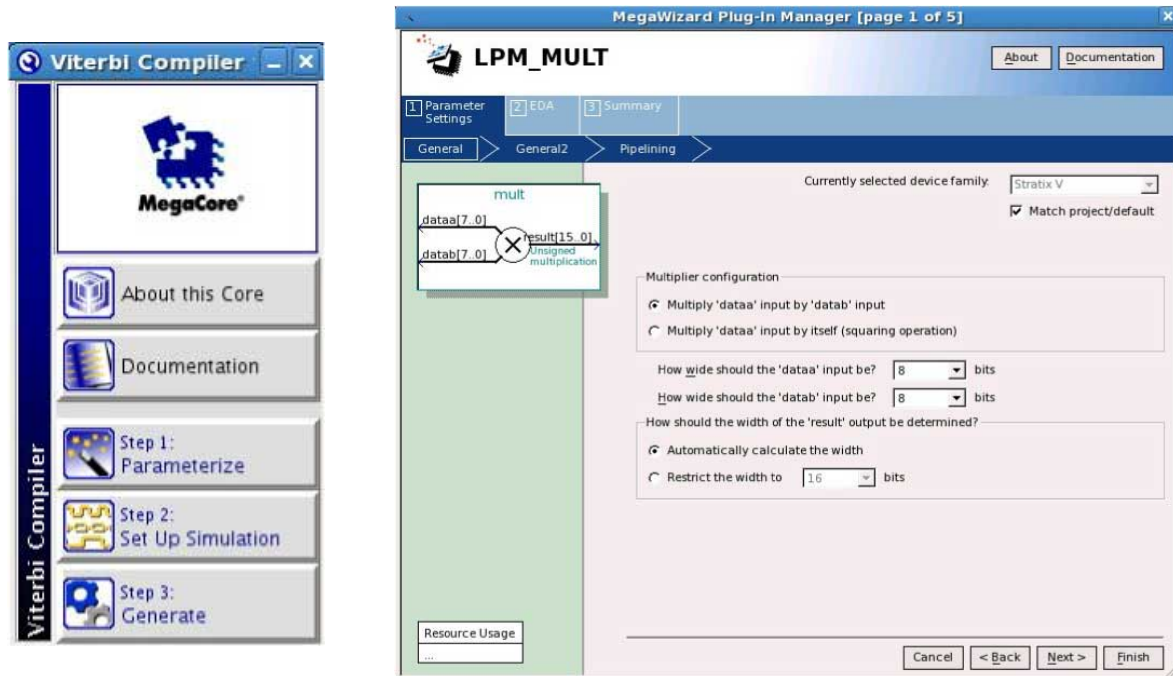 Viterbi Compiler
MegaCore®
About this Core
Documentation
Step 1:
Parameterize
Step 2:
Set Up Simulation
Step 3:
Generate
Viterbi Compiler
MegaWizard Plug-In Manager [page 1 of 5]
LPM_MULT
About Documentation
1 Parameter Settings
2 EDA
3 Summary
General General2 Pipelining
mult
dataa[7..0]
result[15..0]
datab[7..0]
Unsigned
multiplication
Currently selected device family:
Stratix V
Match project/default
Multiplier configuration
Multiply 'dataa' input by 'datab' input
Multiply 'dataa' input by itself (squaring operation)
How wide should the 'dataa' input be? 8 bits
How wide should the 'datab' input be? 8 bits
How should the width of the 'result' output be determined?
Automatically calculate the width
Restrict the width to 16 bits
Resource Usage
...
Cancel < Back Next > Finish